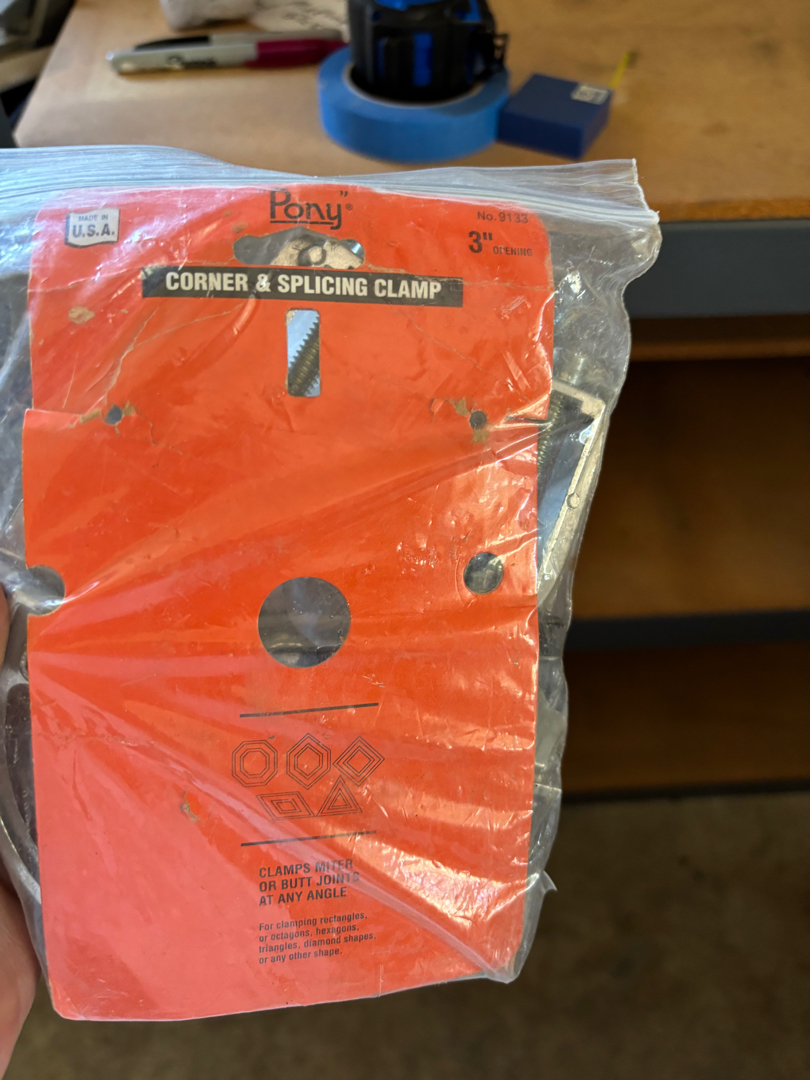 Pony®
MADE IN
U.S.A.
No. 9133
3" OPENING
CORNER & SPLICING CLAMP
CLAMPS MITER
OR BUTT JOINTS
AT ANY ANGLE
For clamping rectangles,
or octagons, hexagons,
triangles, diamond shapes,
or any other shape.